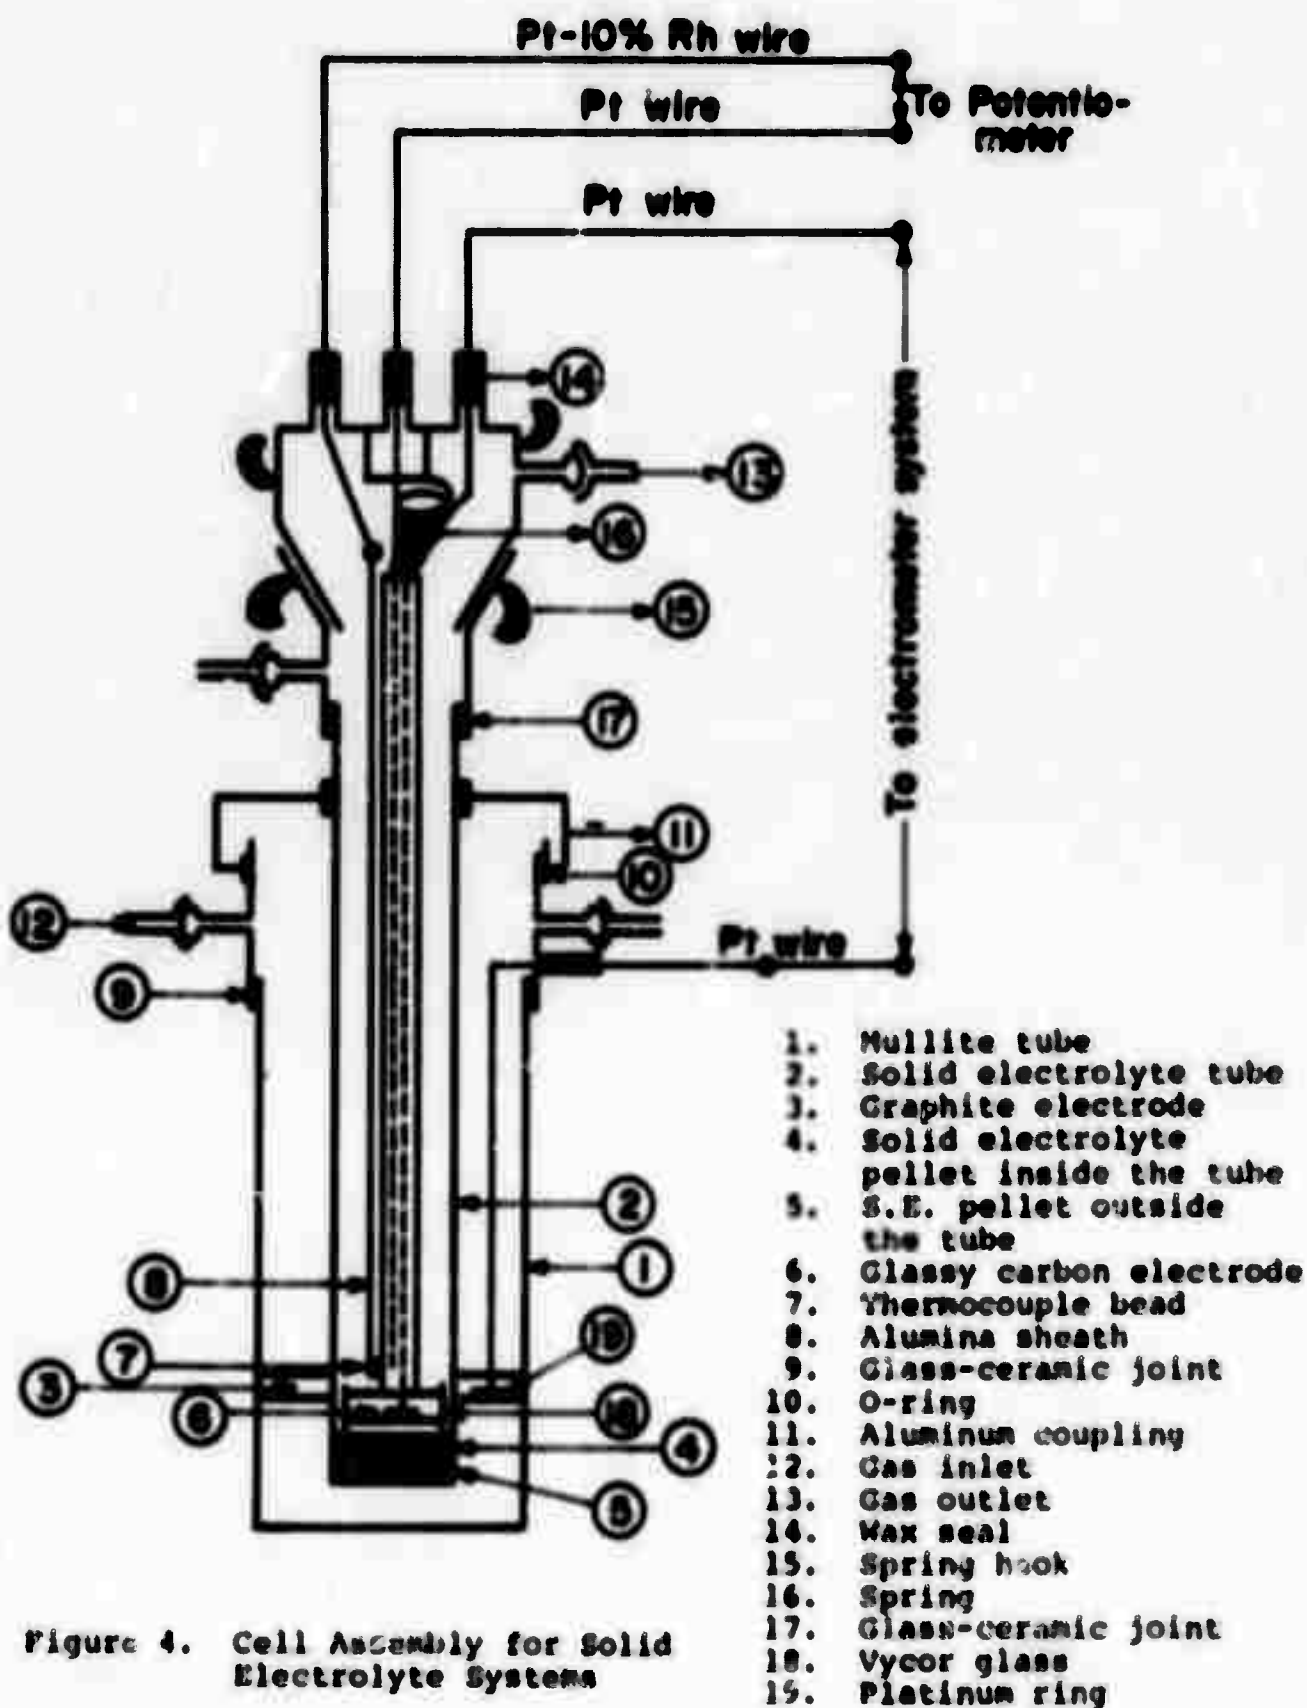 Pt-10% Rh wire
Pt wire
To Potentio-
meter
Pt wire
14
13
16
15
To electrometer system
17
11
10
12
Pt wire
9
2
1
8
19
7
3
6
18
4
5
1. Mullite tube
2. Solid electrolyte tube
3. Graphite electrode
4. Solid electrolyte
pellet inside the tube
5. S.E. pellet outside
the tube
6. Glassy carbon electrode
7. Thermocouple bead
8. Alumina sheath
9. Glass-ceramic joint
10. O-ring
11. Aluminum coupling
12. Gas inlet
13. Gas outlet
14. Wax seal
15. Spring hook
16. Spring
17. Glass-ceramic joint
18. Vycor glass
19. Platinum ring
Figure 4. Cell Assembly for Solid
Electrolyte Systems